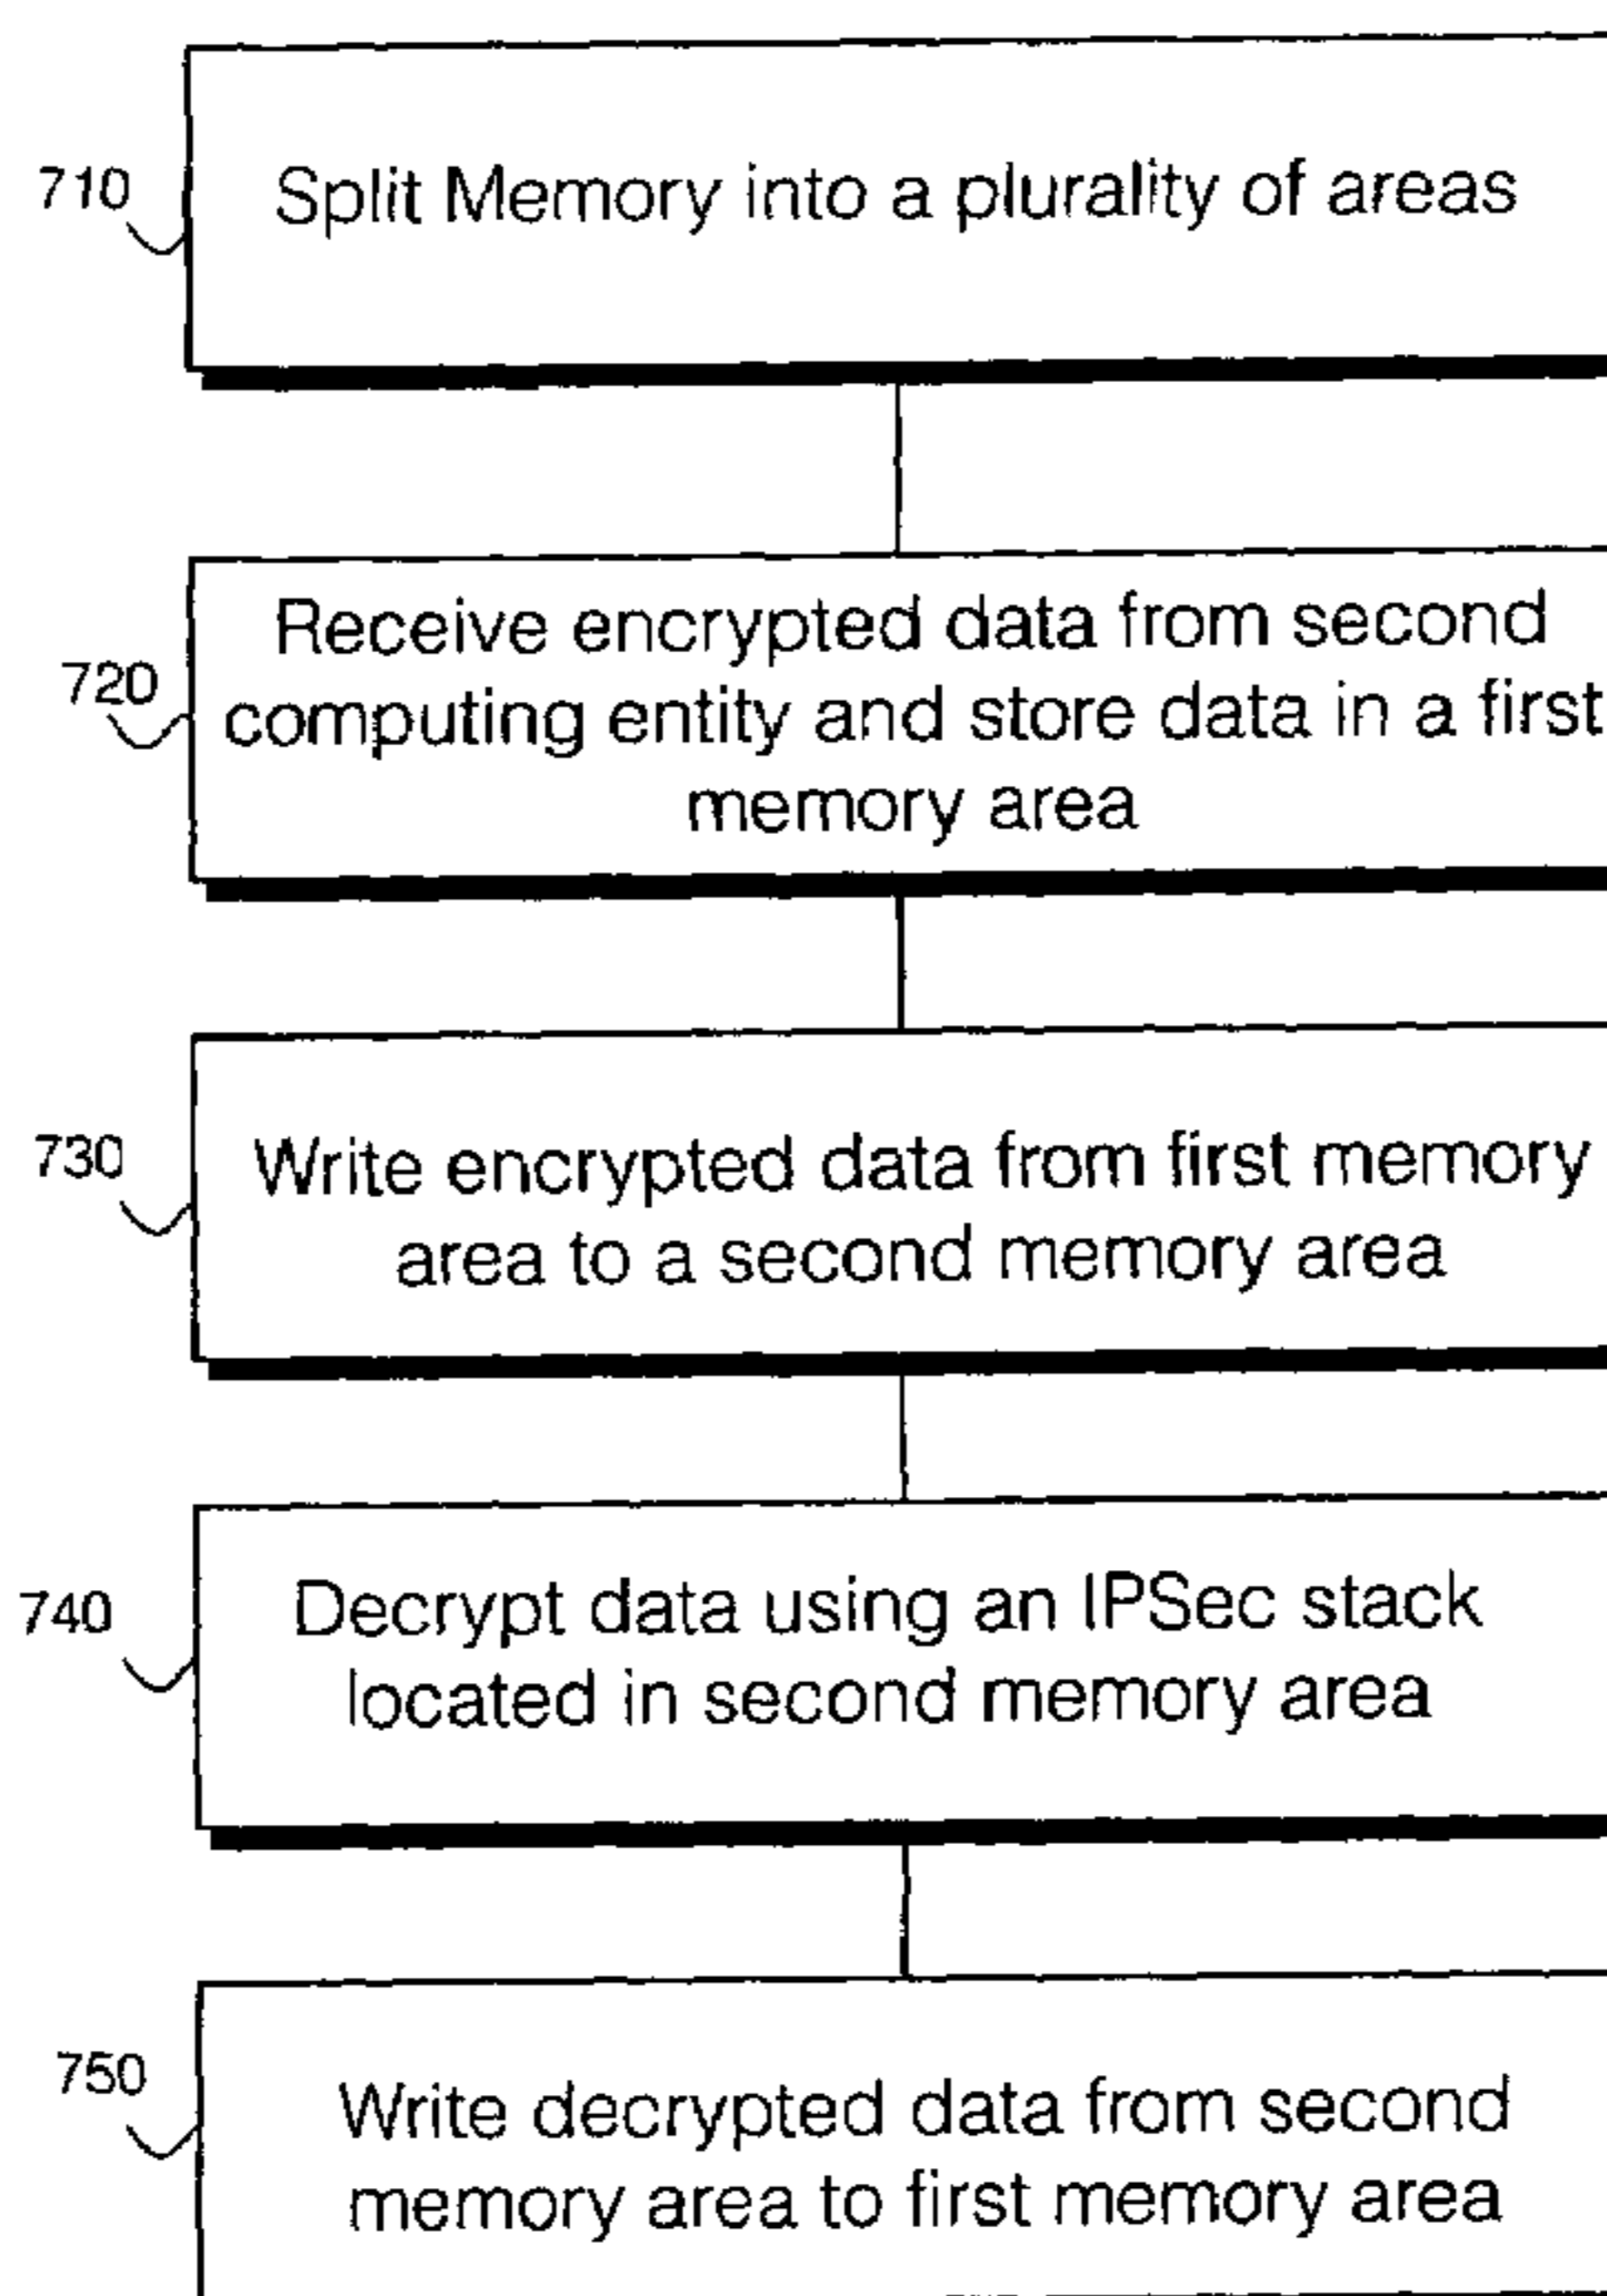 710
Split Memory into a plurality of areas
Receive encrypted data from second
720
computing entity and store data in a first
memory area
730
Write encrypted data from first memory
area to a second memory area
740
Decrypt data using an IPSec stack
located in second memory area
750
Write decrypted data from second
memory area to first memory area